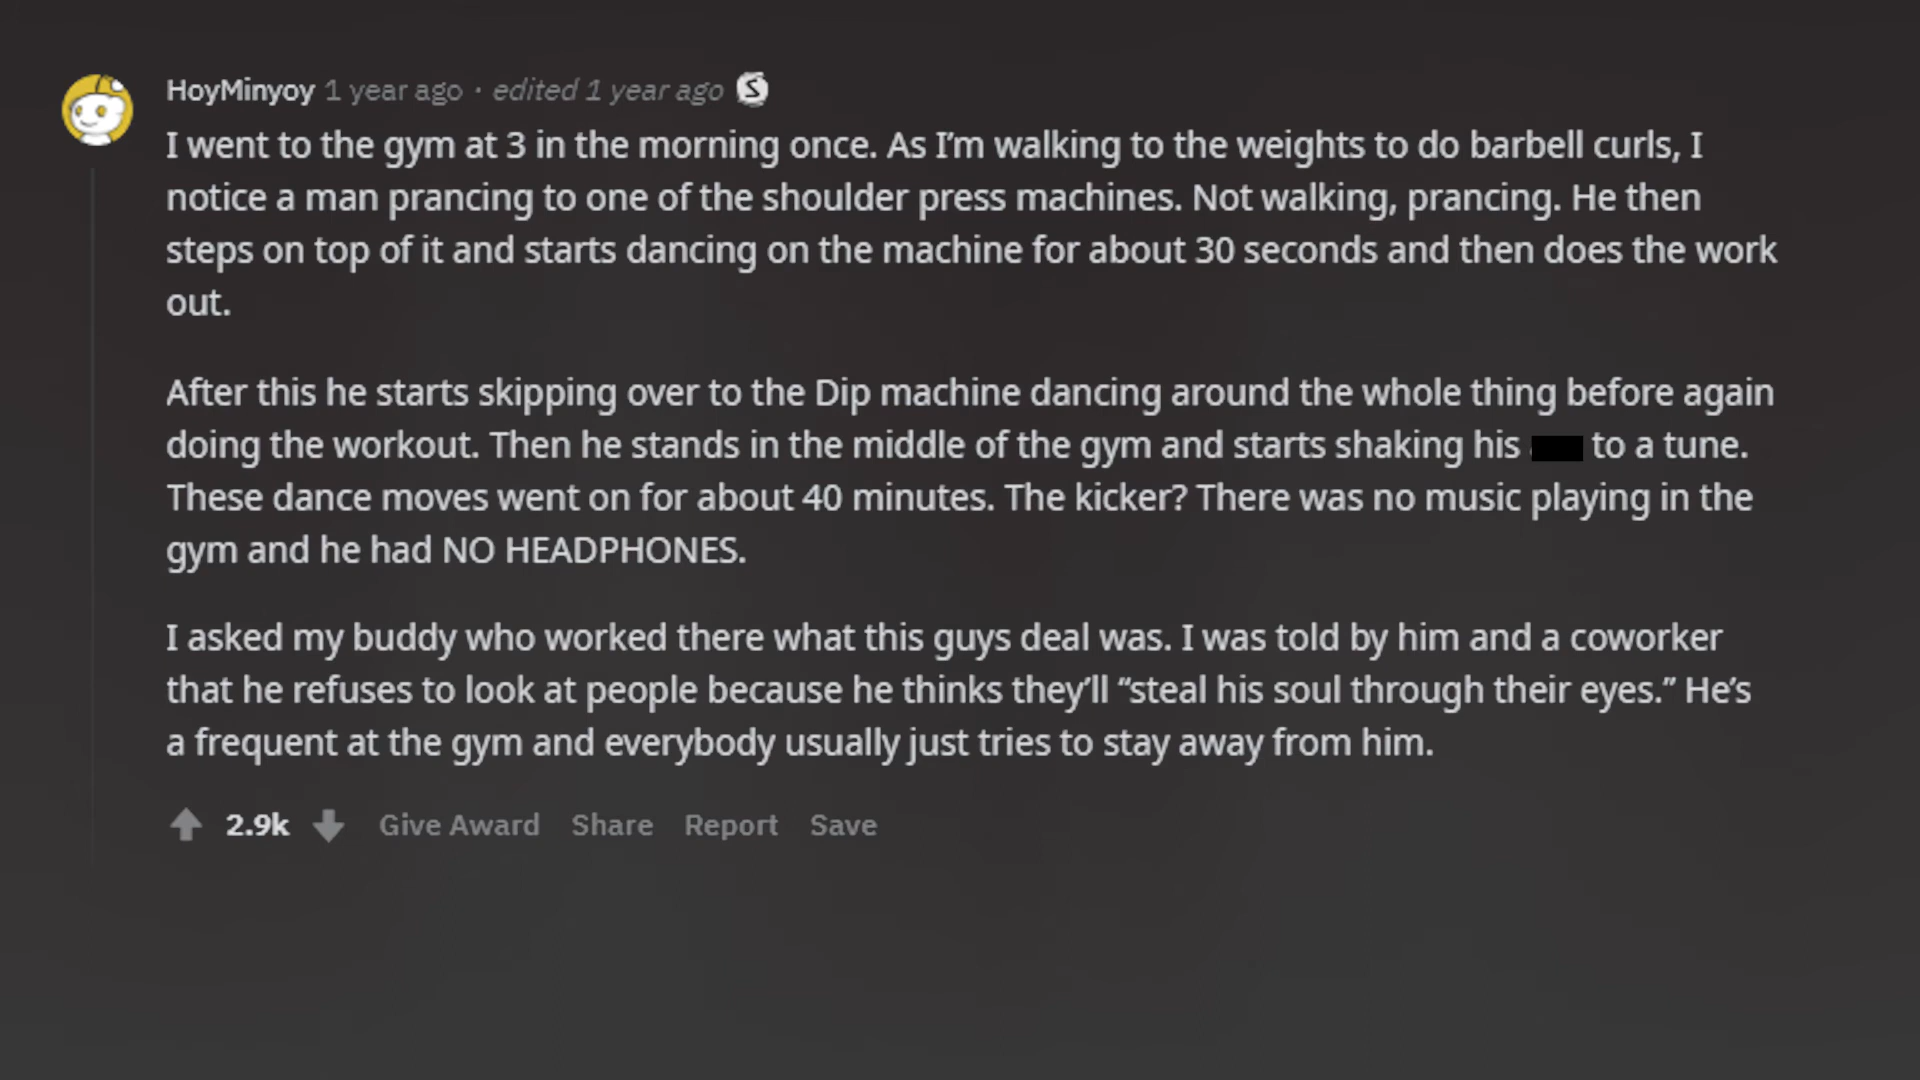 HoyMinyoy 1 year ago · edited 1 year ago S
I went to the gym at 3 in the morning once. As I'm walking to the weights to do barbell curls, I
notice a man prancing to one of the shoulder press machines. Not walking, prancing. He then
steps on top of it and starts dancing on the machine for about 30 seconds and then does the work
out.
After this he starts skipping over to the Dip machine dancing around the whole thing before again
doing the workout. Then he stands in the middle of the gym and starts shaking his to a tune.
These dance moves went on for about 40 minutes. The kicker? There was no music playing in the
gym and he had NO HEADPHONES.
I asked my buddy who worked there what this guys deal was. I was told by him and a coworker
that he refuses to look at people because he thinks they'll “steal his soul through their eyes.” He's
a frequent at the gym and everybody usually just tries to stay away from him.
2.9k Give Award Share Report Save